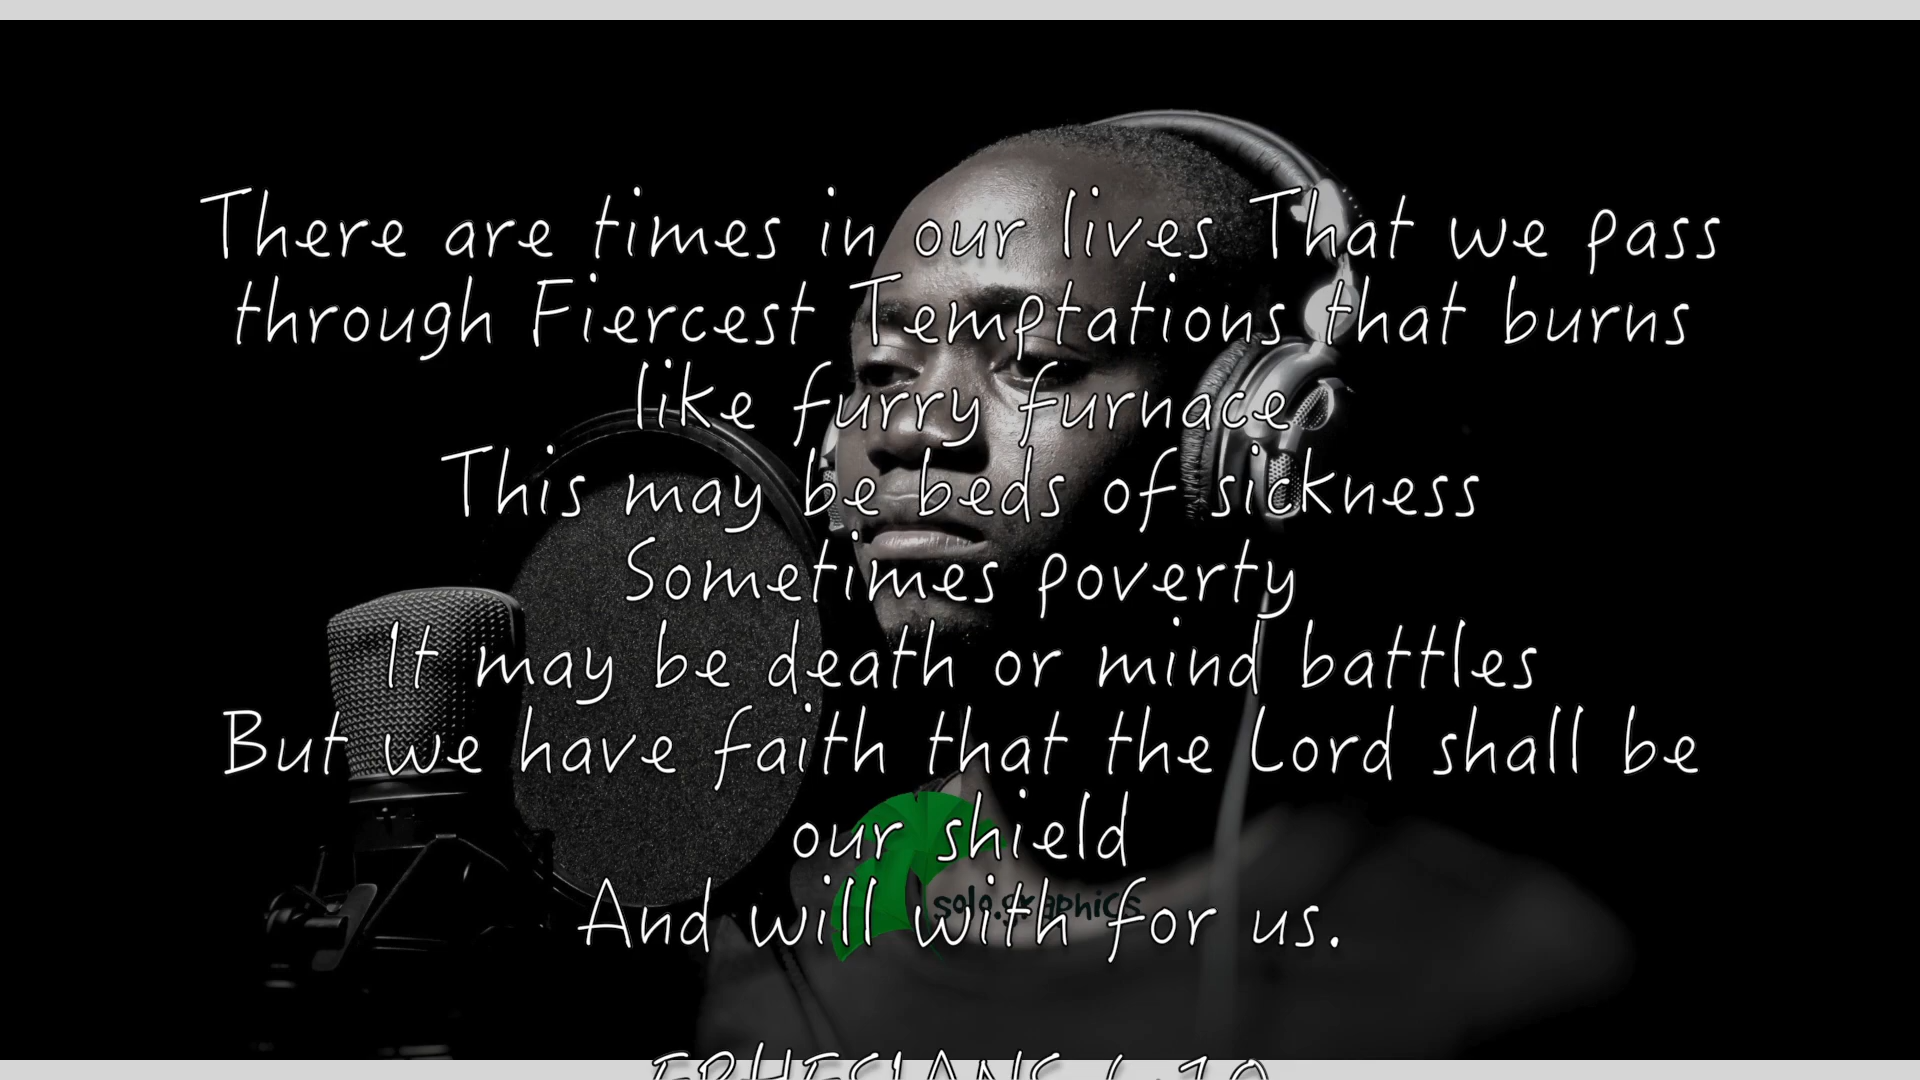 There are times in our lives That we pass
through Fiercest Temptations that burns
like furry furnace
This may be beds of sickness
Sometimes poverty
It may be death or mind battles
But we have faith that the Lord shall be
our shield
And will with for us.
solo.graphics
EPHESIANS